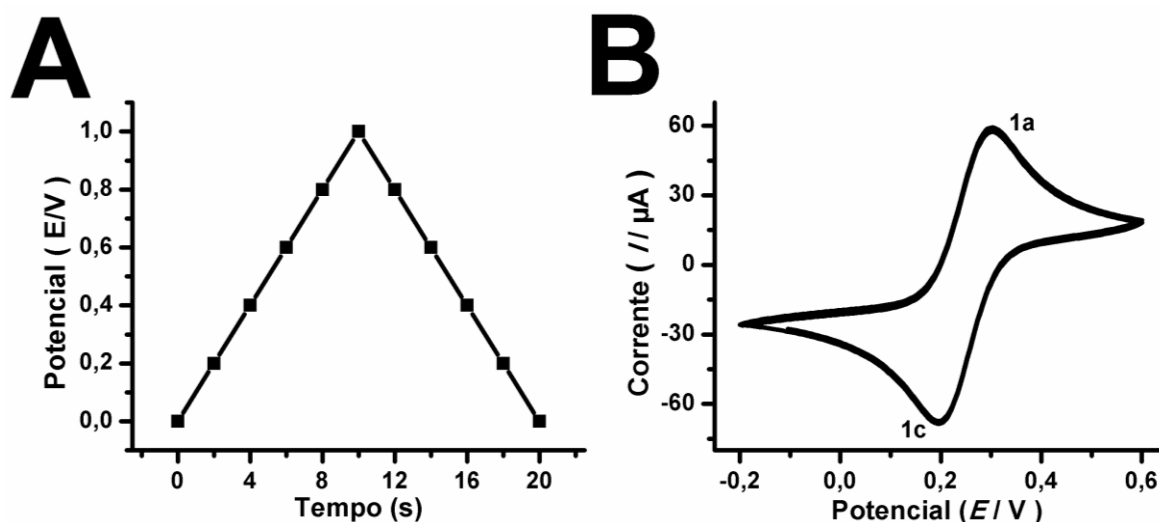 A
Potencial ( E/V )
1,0
0,8
0,6
0,4
0,2
0,0
0 4 8 12 16 20
Tempo (s)
B
Corrente ( I / µA )
60
30
0
-30
-60
1a
1c
-0,2 0,0 0,2 0,4 0,6
Potencial (E / V)